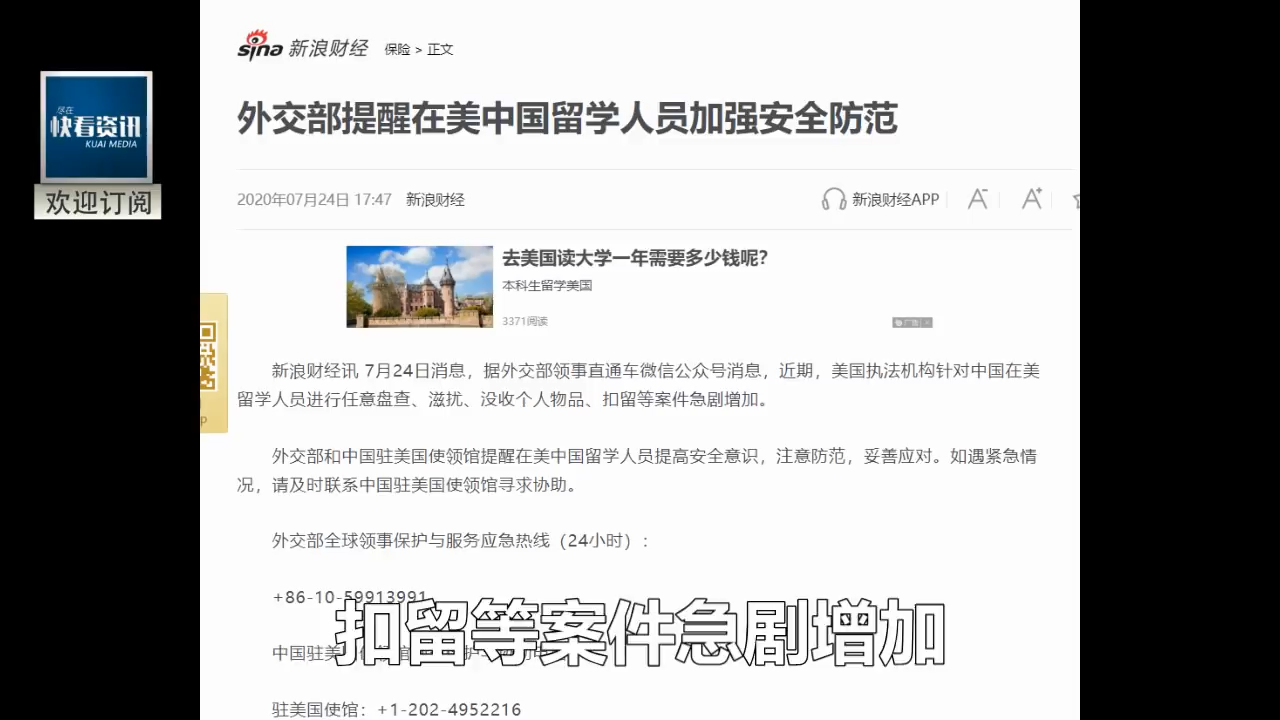 sina 新浪财经 保险 > 正文
尽在
快看资讯
KUAI MEDIA
欢迎订阅
外交部提醒在美中国留学人员加强安全防范
2020年07月24日 17:47 新浪财经 新浪财经APP A- A+
去美国读大学一年需要多少钱呢？
本科生留学美国
3371阅读
新浪财经讯 7月24日消息，据外交部领事直通车微信公众号消息，近期，美国执法机构针对中国在美
留学人员进行任意盘查、滋扰、没收个人物品、扣留等案件急剧增加。
外交部和中国驻美国使领馆提醒在美中国留学人员提高安全意识，注意防范，妥善应对。如遇紧急情
况，请及时联系中国驻美国使领馆寻求协助。
外交部全球领事保护与服务应急热线（24小时）：
+86-10-59913991
扣留等案件急剧增加
中国驻美
驻美国使馆：+1-202-4952216